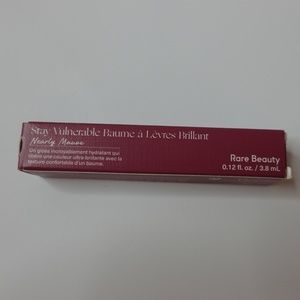 Stay Vulnerable Baume à Lèvres Brillant
Nearly Mauve
Un gloss incroyablement hydratant qui
libère une couleur ultra-brillante avec la
texture confortable d'un baume.
Rare Beauty
0.12 fl. oz. / 3.8 mL